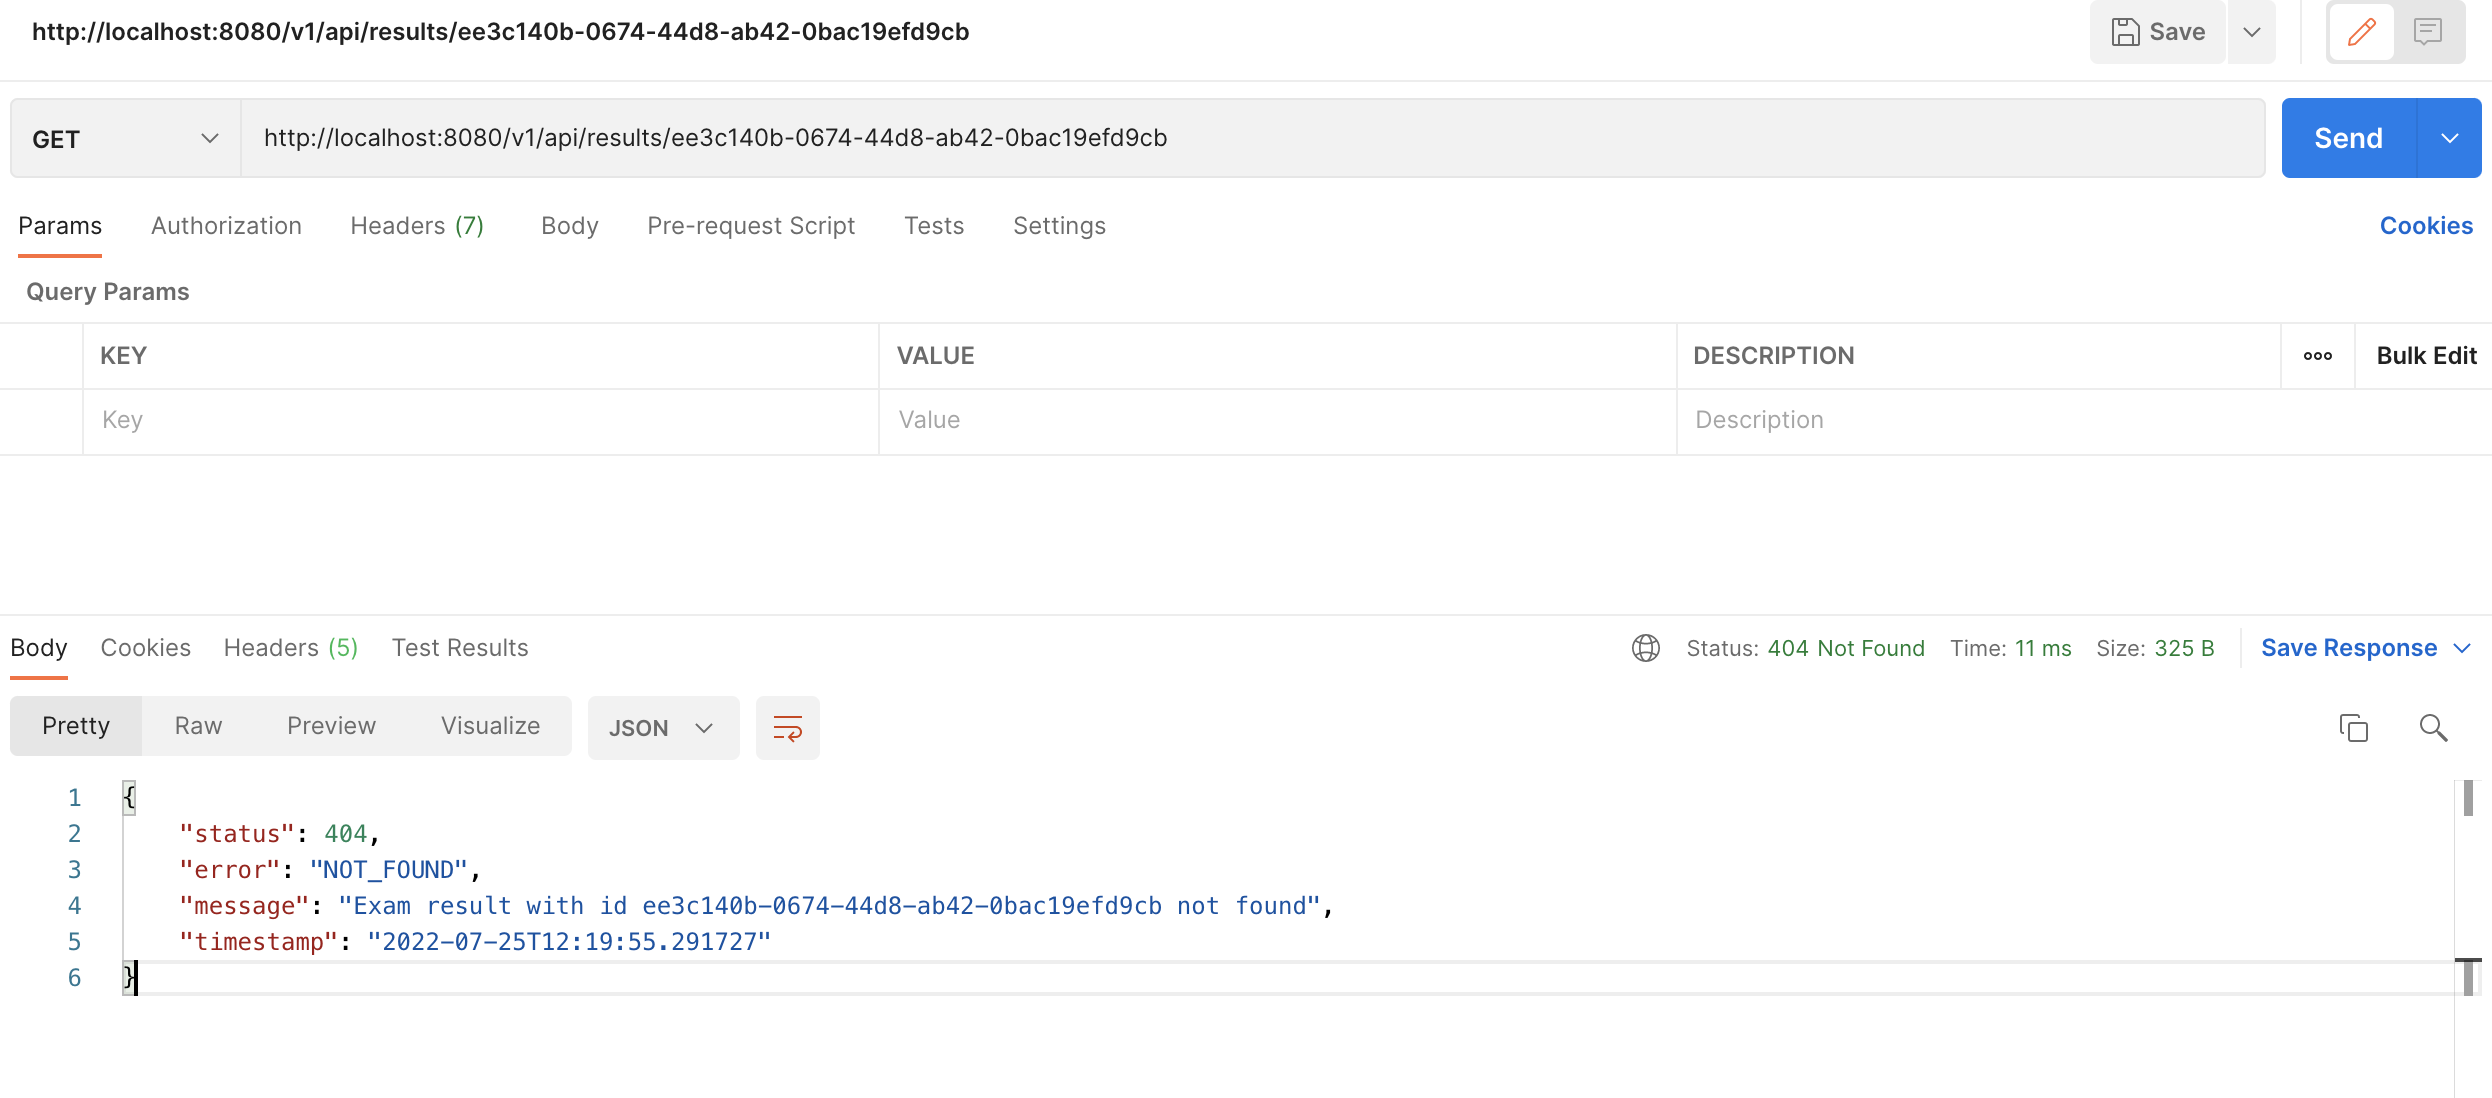 http://localhost:8080/v1/api/results/ee3c140b-0674-44d8-ab42-0bac19efd9cb Save
GET http://localhost:8080/v1/api/results/ee3c140b-0674-44d8-ab42-0bac19efd9cb Send
Params Authorization Headers (7) Body Pre-request Script Tests Settings Cookies
Query Params
KEY VALUE DESCRIPTION Bulk Edit
Key Value Description
Body Cookies Headers (5) Test Results Status: 404 Not Found Time: 11 ms Size: 325 B Save Response
Pretty Raw Preview Visualize JSON
1 {
2 "status": 404,
3 "error": "NOT_FOUND",
4 "message": "Exam result with id ee3c140b-0674-44d8-ab42-0bac19efd9cb not found",
5 "timestamp": "2022-07-25T12:19:55.291727"
6 }